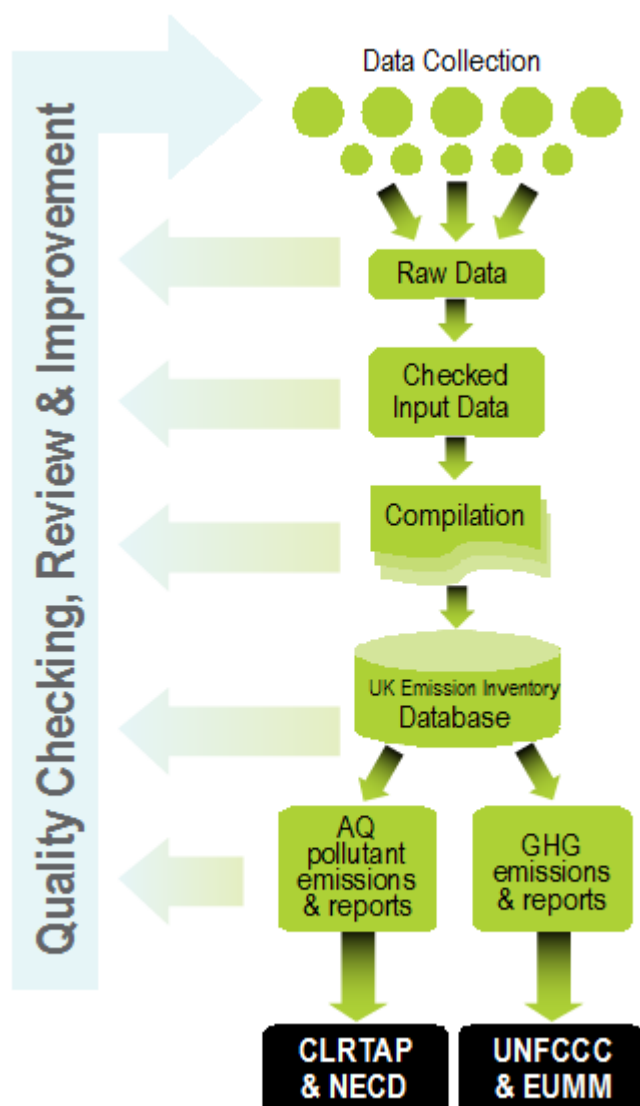 Data Collection
Quality Checking, Review & Improvement
Raw Data
Checked
Input Data
Compilation
UK Emission Inventory
Database
AQ
pollutant
emissions
& reports
GHG
emissions
& reports
CLRTAP
& NECD
UNFCCC
& EUMM